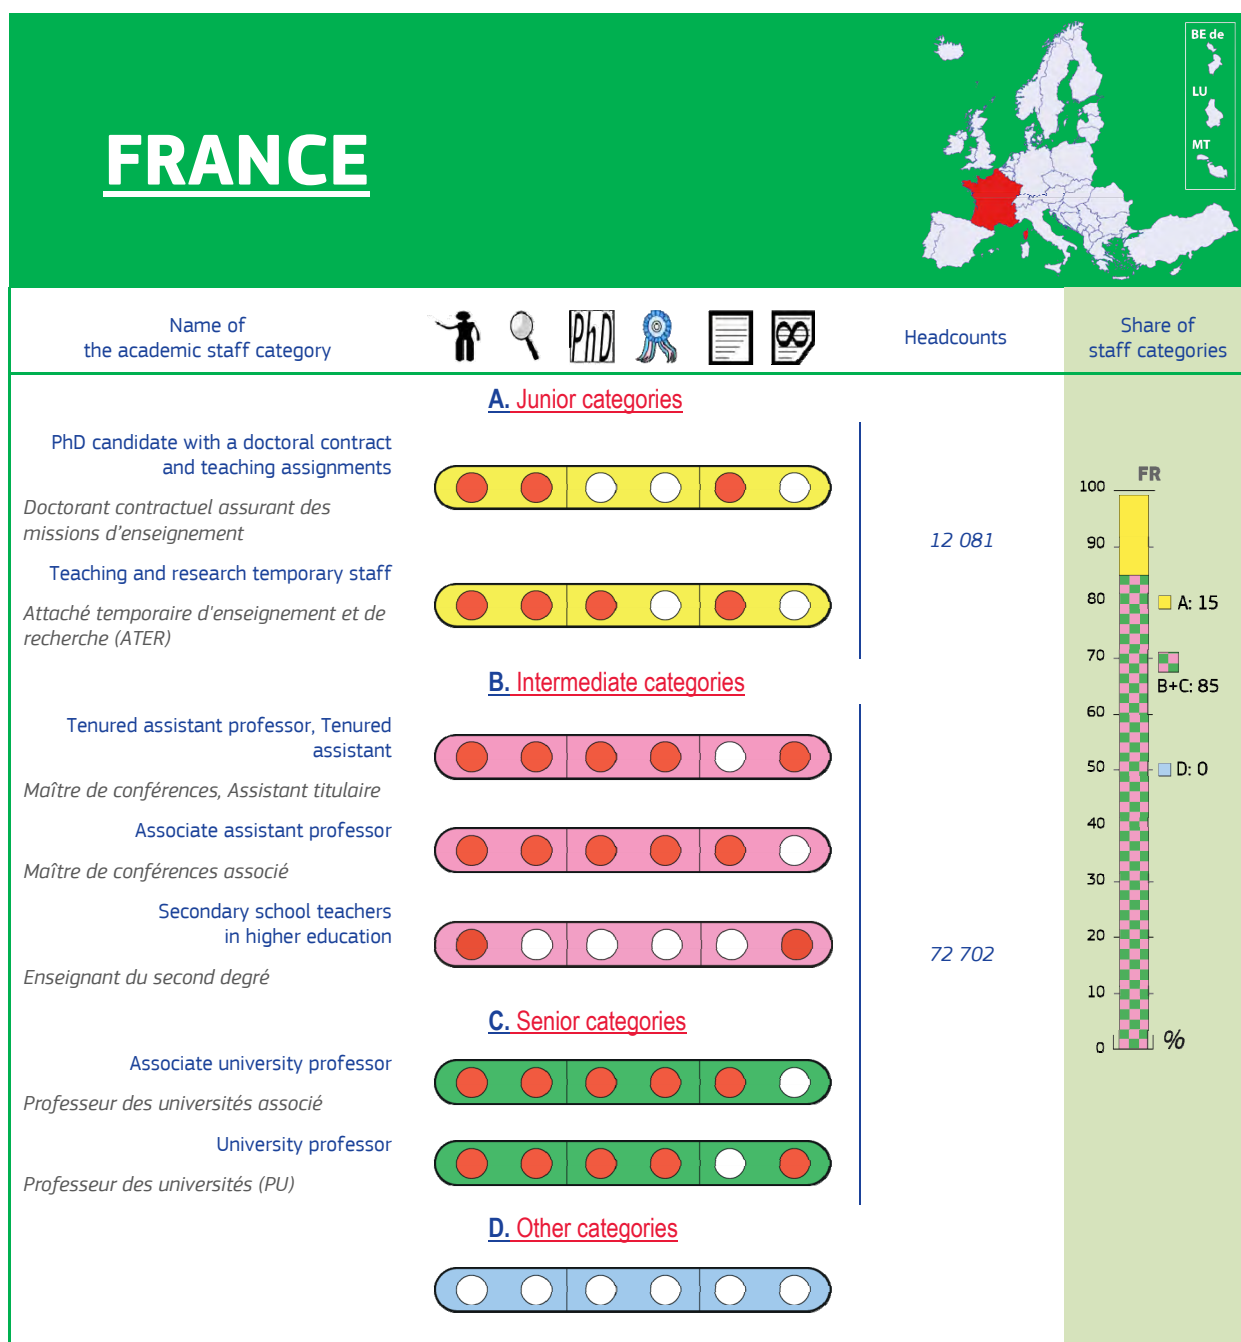 BE de
LU
MT
FRANCE
Name of
the academic staff category
PhD
∞
Headcounts
Share of
staff categories
A. Junior categories
PhD candidate with a doctoral contract
and teaching assignments
Doctorant contractuel assurant des
missions d'enseignement
12 081
Teaching and research temporary staff
Attaché temporaire d'enseignement et de
recherche (ATER)
B. Intermediate categories
Tenured assistant professor, Tenured
assistant
Maître de conférences, Assistant titulaire
Associate assistant professor
Maître de conférences associé
Secondary school teachers
in higher education
Enseignant du second degré
72 702
C. Senior categories
Associate university professor
Professeur des universités associé
University professor
Professeur des universités (PU)
D. Other categories
FR
100
90
80
70
60
50
40
30
20
10
0
%
A: 15
B+C: 85
D: 0